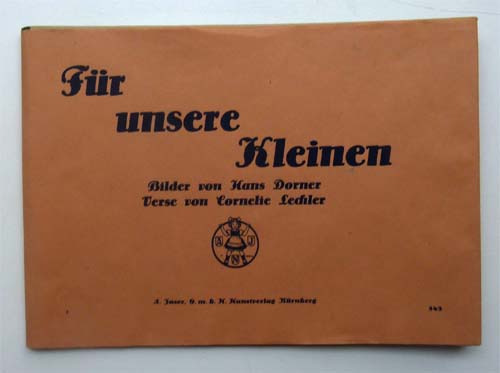 Für
unsere
Kleinen
Bilder von Hans Dorner
Verse von Cornelie Lechler
A J
N
A. Jaser, G. m. b. H. Kunstverlag Nürnberg